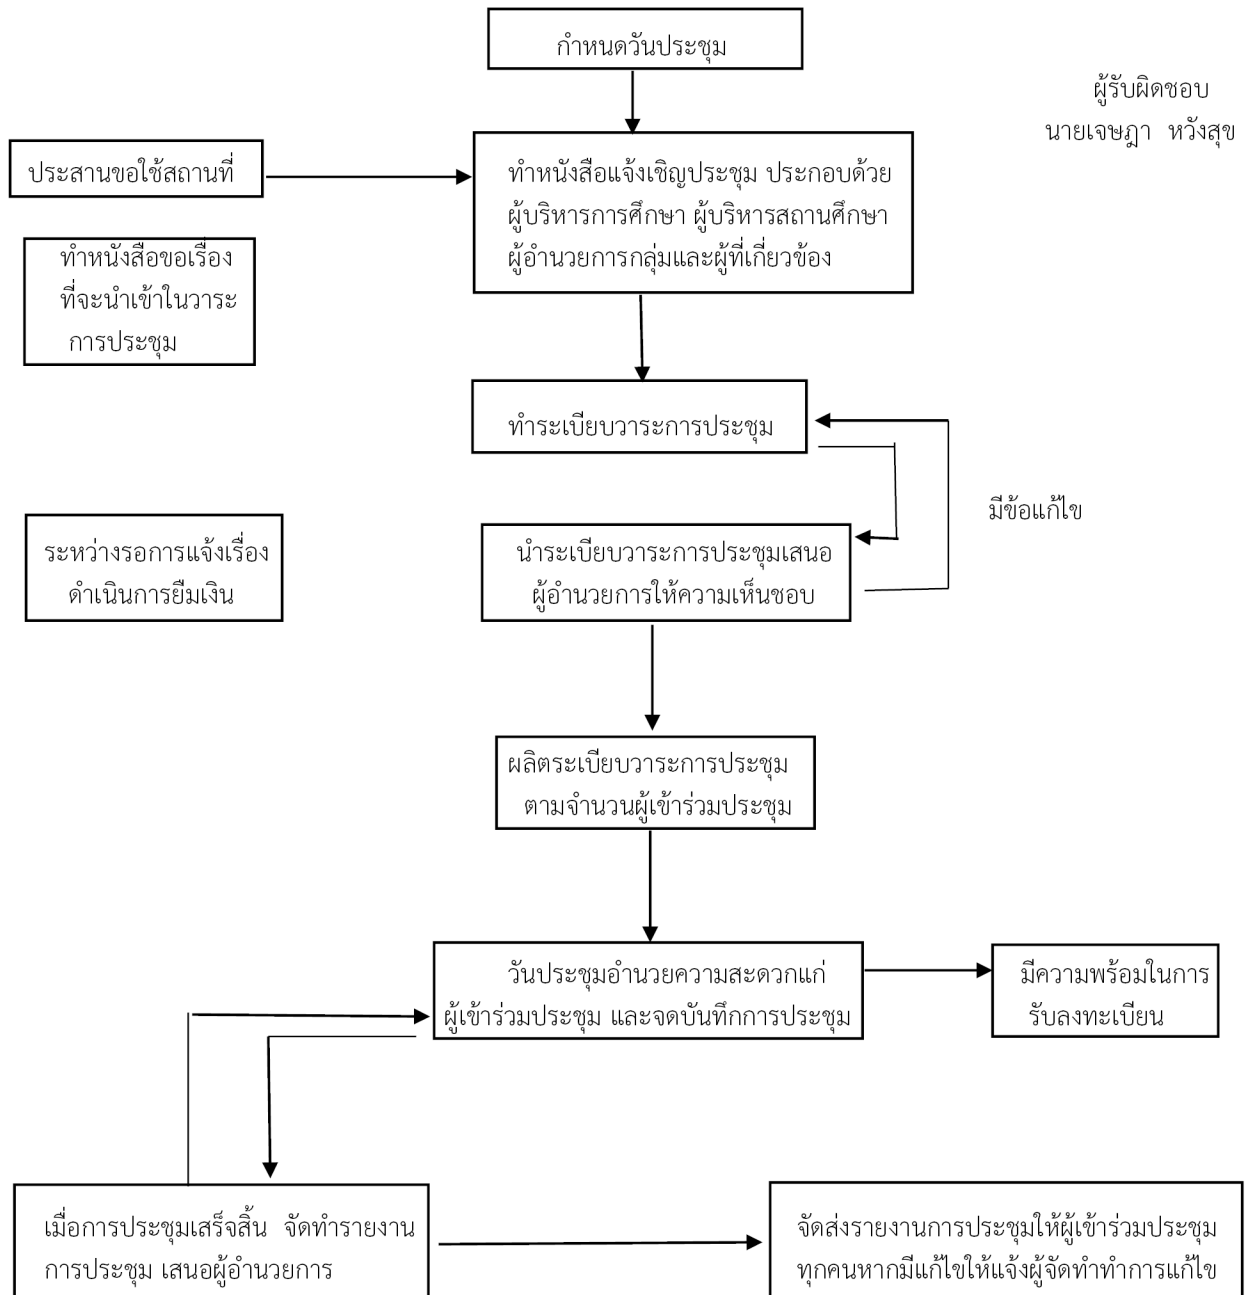 กำหนดวันประชุม
ผู้รับผิดชอบ
นายเจษฎา หวังสุข
ประสานขอใช้สถานที่
ทำหนังสือแจ้งเชิญประชุม ประกอบด้วย
ผู้บริหารการศึกษา ผู้บริหารสถานศึกษา
ผู้อำนวยการกลุ่มและผู้ที่เกี่ยวข้อง
ทำหนังสือขอเรื่อง
ที่จะนำเข้าในวาระ
การประชุม
ทำระเบียบวาระการประชุม
มีข้อแก้ไข
ระหว่างรอการแจ้งเรื่อง
ดำเนินการยืมเงิน
นำระเบียบวาระการประชุมเสนอ
ผู้อำนวยการให้ความเห็นชอบ
ผลิตระเบียบวาระการประชุม
ตามจำนวนผู้เข้าร่วมประชุม
วันประชุมอำนวยความสะดวกแก่
ผู้เข้าร่วมประชุม และจดบันทึกการประชุม
มีความพร้อมในการ
รับลงทะเบียน
เมื่อการประชุมเสร็จสิ้น จัดทำรายงาน
การประชุม เสนอผู้อำนวยการ
จัดส่งรายงานการประชุมให้ผู้เข้าร่วมประชุม
ทุกคนหากมีแก้ไขให้แจ้งผู้จัดทำทำการแก้ไข